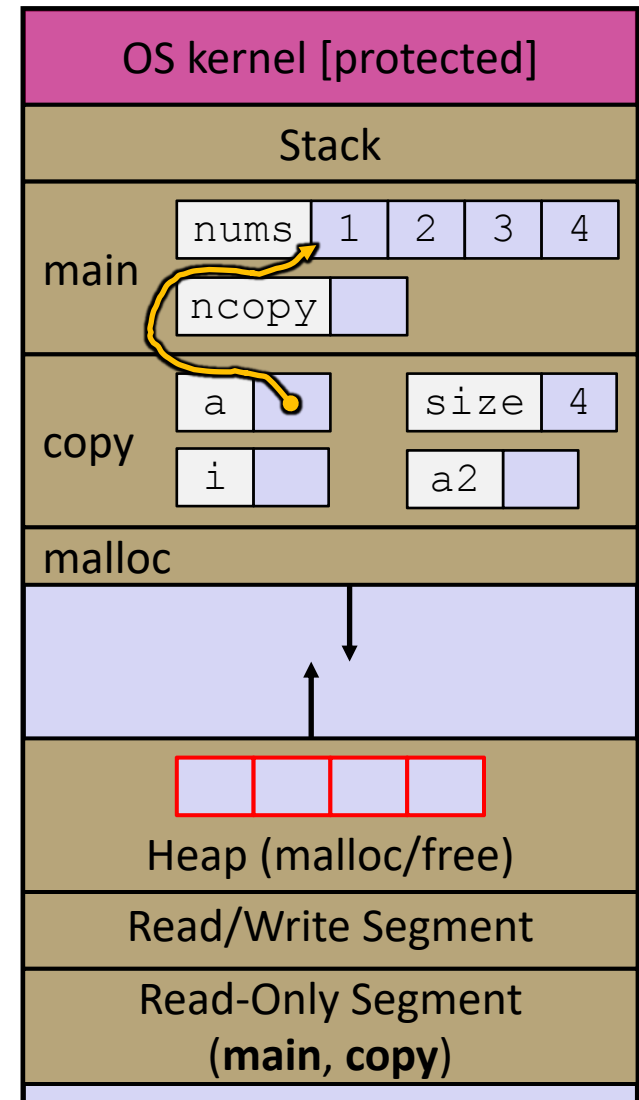 OS kernel [protected]
Stack
main
nums 1 2 3 4
ncopy
copy
a size 4
i a2
malloc
Heap (malloc/free)
Read/Write Segment
Read-Only Segment
(main, copy)